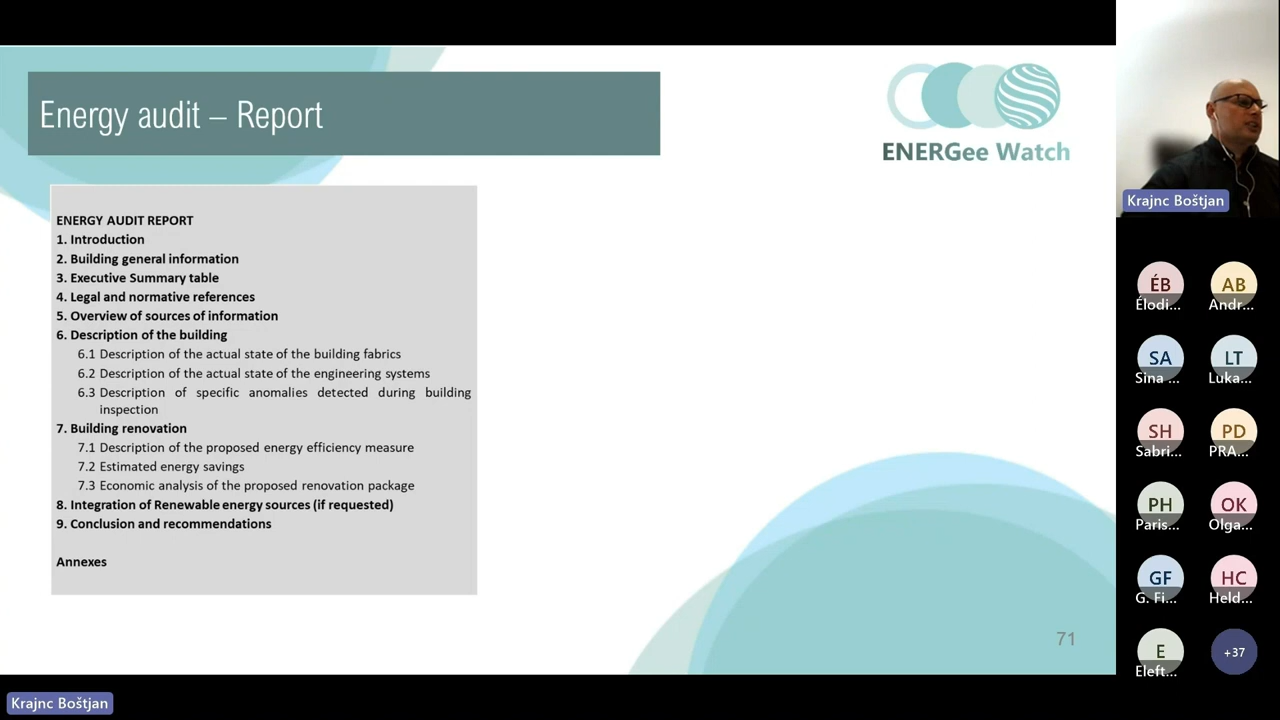 Energy audit – Report
ENERGee Watch
ENERGY AUDIT REPORT
1. Introduction
2. Building general information
3. Executive Summary table
4. Legal and normative references
5. Overview of sources of information
6. Description of the building
6.1 Description of the actual state of the building fabrics
6.2 Description of the actual state of the engineering systems
6.3 Description of specific anomalies detected during building
inspection
7. Building renovation
7.1 Description of the proposed energy efficiency measure
7.2 Estimated energy savings
7.3 Economic analysis of the proposed renovation package
8. Integration of Renewable energy sources (if requested)
9. Conclusion and recommendations
Annexes
71
Krajnc Boštjan
ÉB
Élodi...
AB
Andr...
SA
Sina ...
LT
Luka...
SH
Sabri...
PD
PRA...
PH
Paris...
OK
Olga...
GF
G. Fi...
HC
Held...
E
Eleft...
+37
Krajnc Boštjan